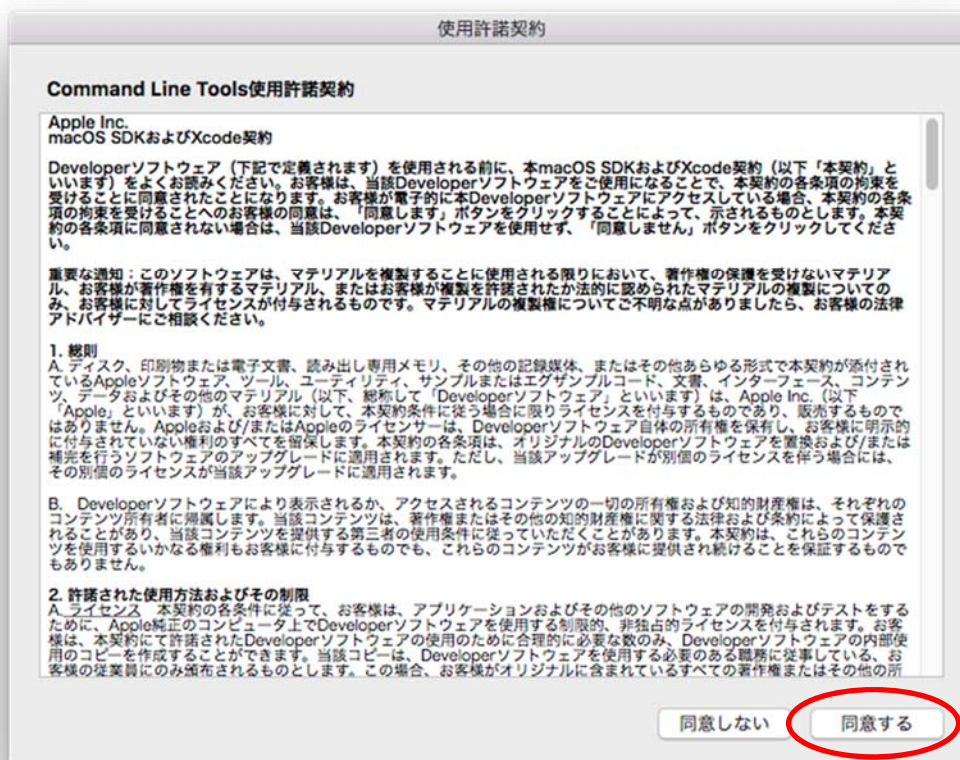 使用許諾契約
Command Line Tools使用許諾契約
Apple Inc.
macOS SDKおよびXcode契約
Developerソフトウェア（下記で定義されます）を使用される前に、本macOS SDKおよびXcode契約（以下「本契約」と
いいます）をよくお読みください。お客様は、当該Developerソフトウェアをご使用になることで、本契約の各条項の拘束を
受けることに同意されたことになります。お客様が電子的に本Developerソフトウェアにアクセスしている場合、本契約の各条
項の拘束を受けることへのお客様の同意は、「同意します」ボタンをクリックすることによって、示されるものとします。本契
約の各条項に同意されない場合は、当該Developerソフトウェアを使用せず、「同意しません」ボタンをクリックしてくださ
い。
重要な通知：このソフトウェアは、マテリアルを複製することに使用される限りにおいて、著作権の保護を受けないマテリア
ル、お客様が著作権を有するマテリアル、またはお客様が複製を許諾されたか法的に認められたマテリアルの複製についての
み、お客様に対してライセンスが付与されるものです。マテリアルの複製権についてご不明な点がありましたら、お客様の法律
アドバイザーにご相談ください。
1. 総則
A. ディスク、印刷物または電子文書、読み出し専用メモリ、その他の記録媒体、またはその他あらゆる形式で本契約が添付され
ているAppleソフトウェア、ツール、ユーティリティ、サンプルまたはエグザンプルコード、文書、インターフェース、コンテン
ツ、データおよびその他のマテリアル（以下、総称して「Developerソフトウェア」といいます）は、Apple Inc.（以下
「Apple」といいます）が、お客様に対して、本契約条件に従う場合に限りライセンスを付与するものであり、販売するもので
はありません。Appleおよび/またはAppleのライセンサーは、Developerソフトウェア自体の所有権を保有し、お客様に明示的
に付与されていない権利のすべてを留保します。本契約の各条項は、オリジナルのDeveloperソフトウェアを置換および/または
補完を行うソフトウェアのアップグレードに適用されます。ただし、当該アップグレードが別個のライセンスを伴う場合には、
その別個のライセンスが当該アップグレードに適用されます。
B. Developerソフトウェアにより表示されるか、アクセスされるコンテンツの一切の所有権および知的財産権は、それぞれの
コンテンツ所有者に帰属します。当該コンテンツは、著作権またはその他の知的財産権に関する法律および条約によって保護さ
れることがあり、当該コンテンツを提供する第三者の使用条件に従っていただくことがあります。本契約は、これらのコンテン
ツを使用するいかなる権利もお客様に付与するものでも、これらのコンテンツがお客様に提供され続けることを保証するもので
もありません。
2. 許諾された使用方法およびその制限
A. ライセンス 本契約の各条件に従って、お客様は、アプリケーションおよびその他のソフトウェアの開発およびテストをする
ために、Apple純正のコンピュータ上でDeveloperソフトウェアを使用する制限的、非独占的ライセンスを付与されます。お客
様は、本契約にて許諾されたDeveloperソフトウェアの使用のために合理的に必要な数のみ、Developerソフトウェアの内部使
用のコピーを作成することができます。当該コピーは、Developerソフトウェアを使用する必要のある職務に従事している、お
客様の従業員にのみ頒布されるものとします。この場合、お客様がオリジナルに含まれているすべての著作権またはその他の所
同意しない
同意する